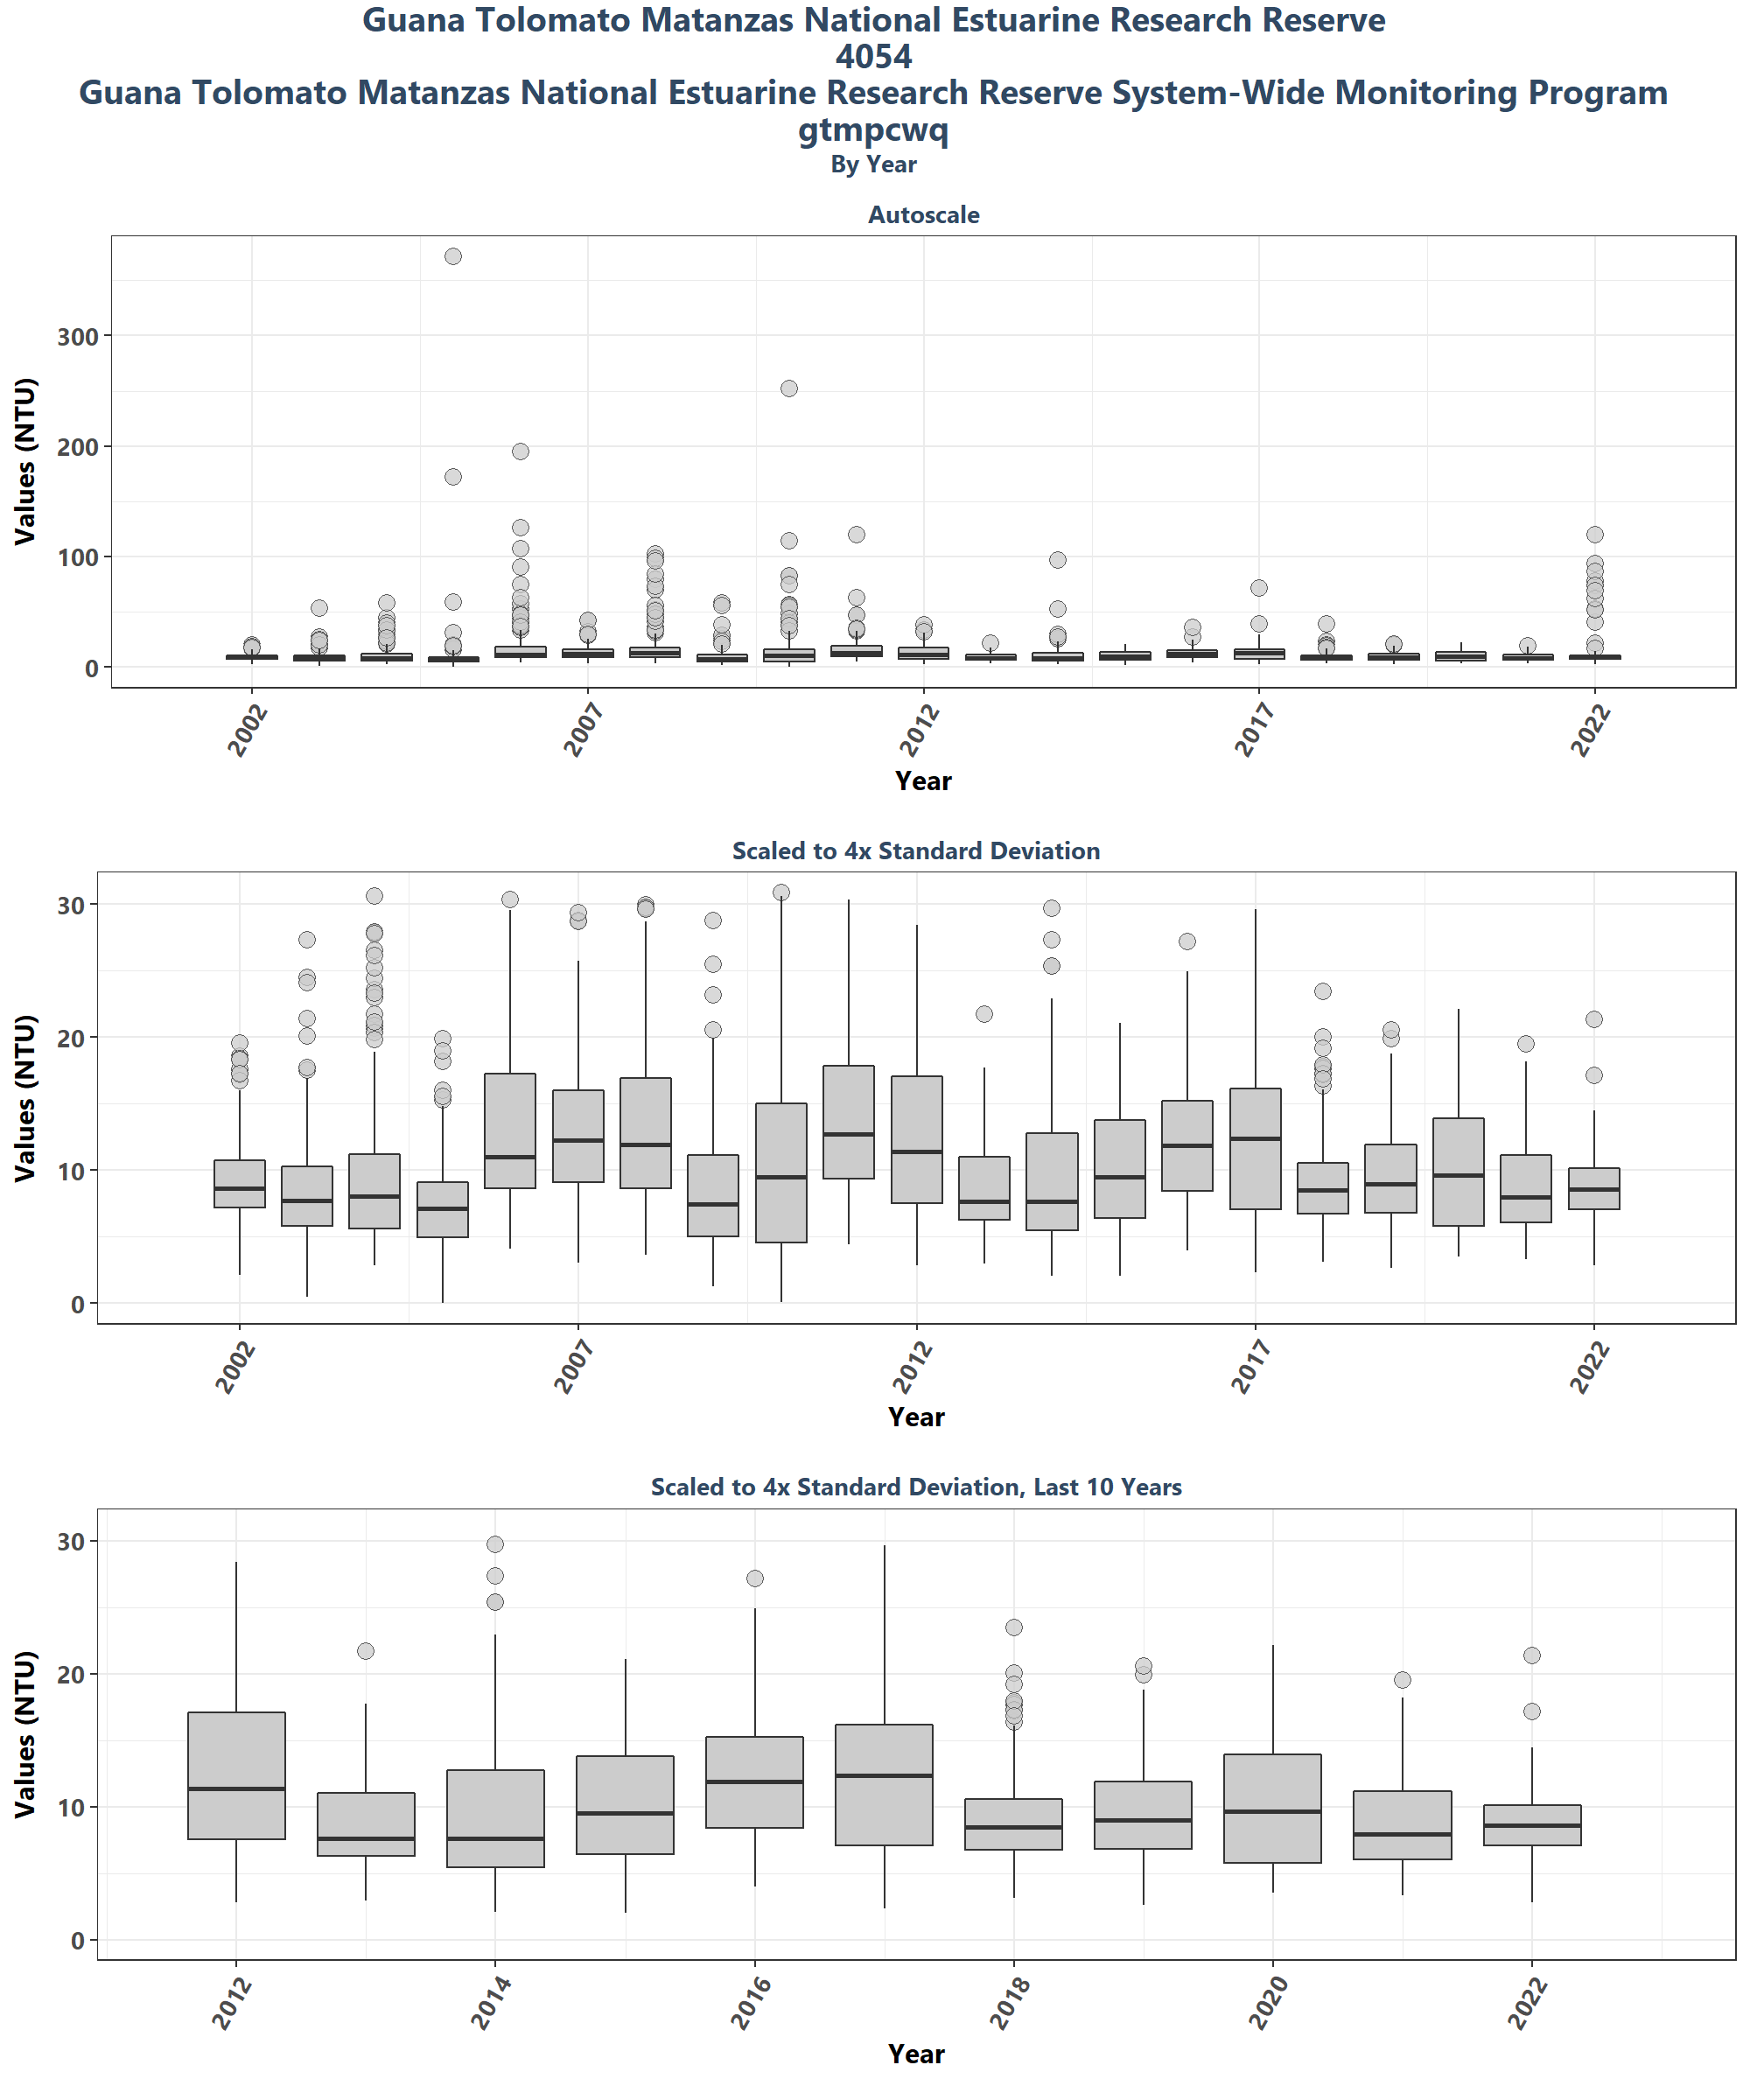 Guana Tolomato Matanzas National Estuarine Research Reserve
4054
Guana Tolomato Matanzas National Estuarine Research Reserve System-Wide Monitoring Program
gtmpcwq
By Year
Autoscale
Values (NTU)
300
200
100
0
2002
2007
2012
2017
2022
Year
Scaled to 4x Standard Deviation
Values (NTU)
30
20
10
0
2002
2007
2012
2017
2022
Year
Scaled to 4x Standard Deviation, Last 10 Years
Values (NTU)
30
20
10
0
2012
2014
2016
2018
2020
2022
Year